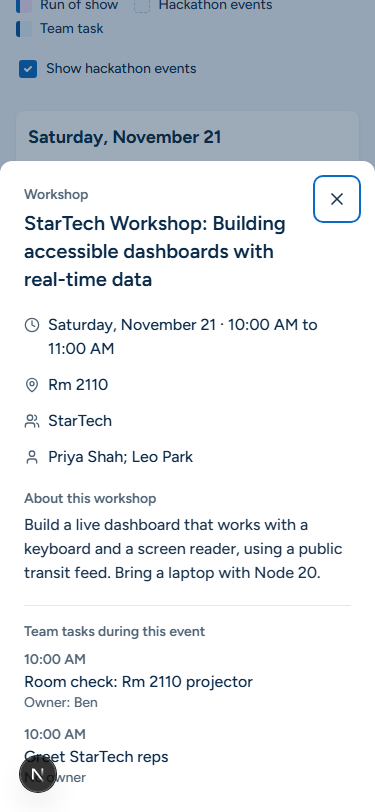 Run of show
Hackathon events
Team task
Show hackathon events
Saturday, November 21
Workshop
StarTech Workshop: Building
accessible dashboards with
real-time data
Saturday, November 21 · 10:00 AM to
11:00 AM
Rm 2110
StarTech
Priya Shah; Leo Park
About this workshop
Build a live dashboard that works with a
keyboard and a screen reader, using a public
transit feed. Bring a laptop with Node 20.
Team tasks during this event
10:00 AM
Room check: Rm 2110 projector
Owner: Ben
10:00 AM
Greet StarTech reps
N
owner